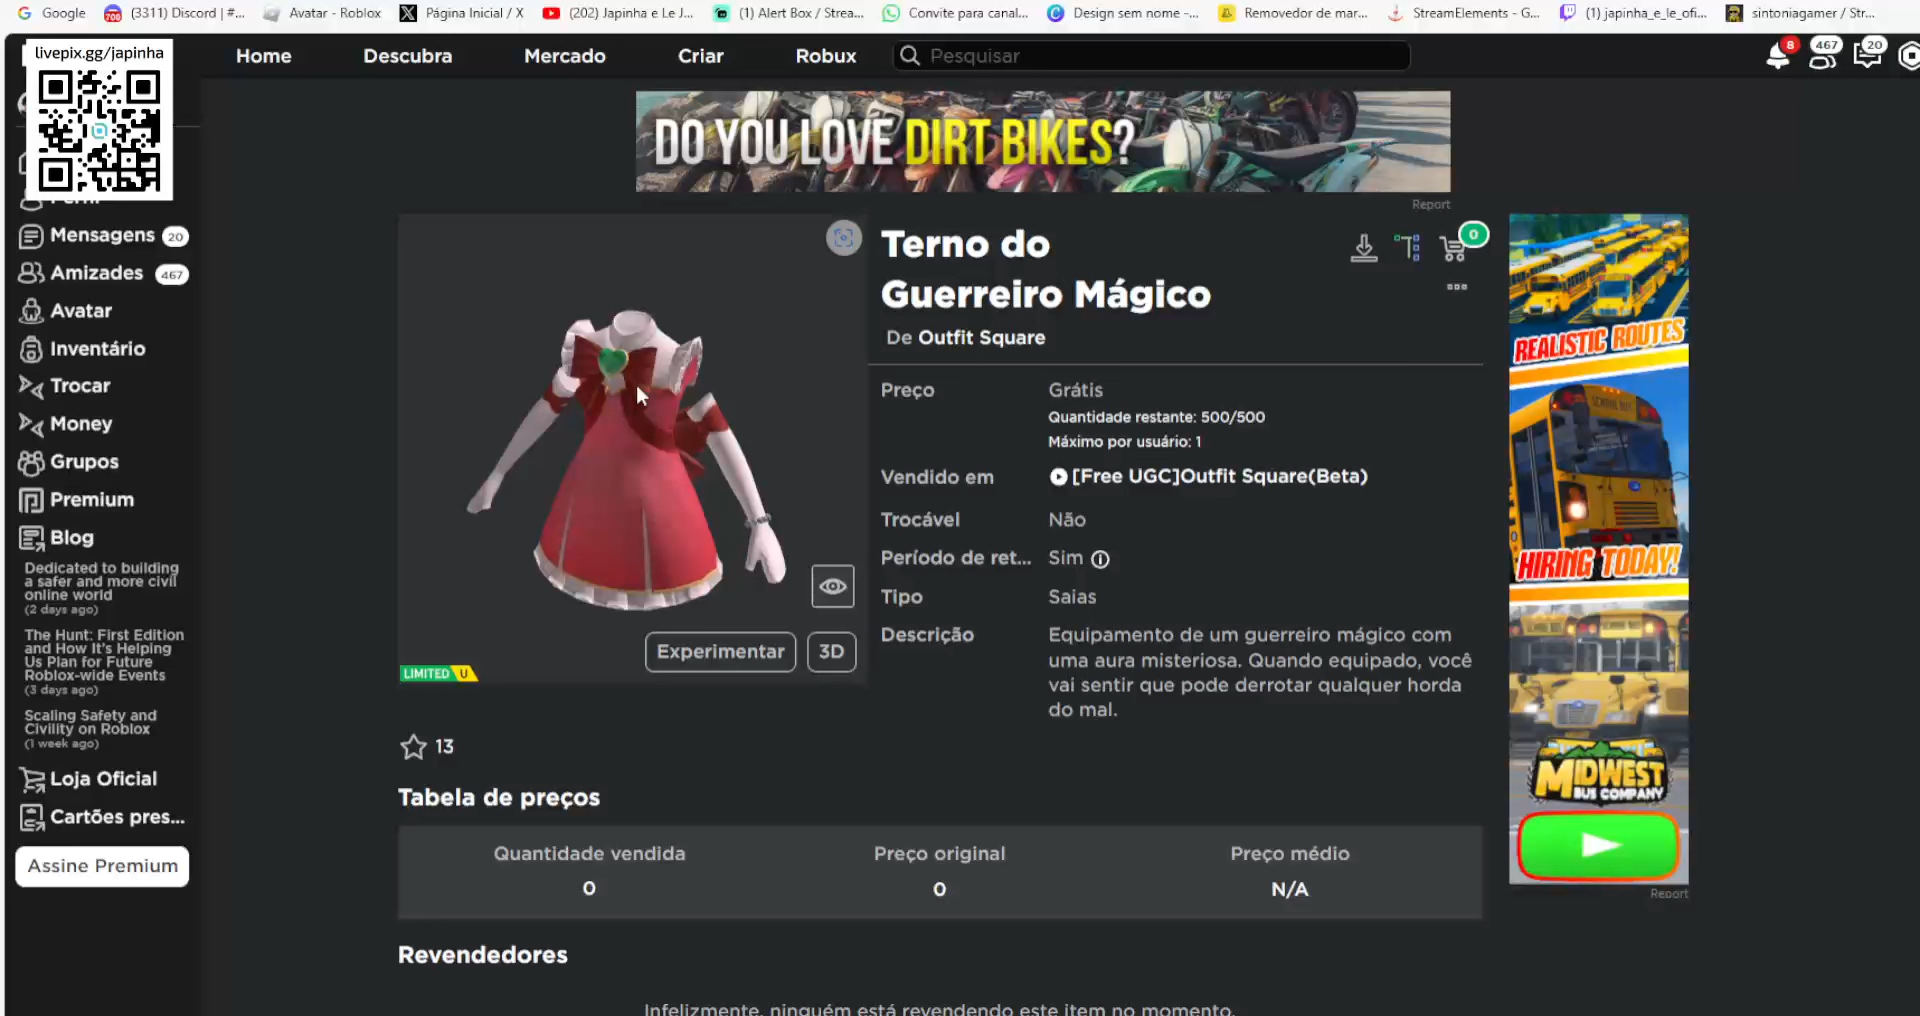 Google
(3311) Discord | #...
Avatar - Roblox
Página Inicial / X
(202) Japinha e Le J...
(1) Alert Box / Strea...
Convite para canal...
Design sem nome -...
Removedor de mar...
StreamElements - G...
(1) japinha_e_le_ofi...
sintoniagamer / Str...
livepix.gg/japinha
Home
Descubra
Mercado
Criar
Robux
Pesquisar
8
467
20
DO YOU LOVE DIRT BIKES?
Report
Mensagens 20
Amizades 467
Avatar
Inventário
Trocar
Money
Grupos
Premium
Blog
Dedicated to building
a safer and more civil
online world
(2 days ago)
The Hunt: First Edition
and How It's Helping
Us Plan for Future
Roblox-wide Events
(3 days ago)
Scaling Safety and
Civility on Roblox
(1 week ago)
Loja Oficial
Cartões pres...
Assine Premium
Experimentar
3D
LIMITED U
13
Terno do
Guerreiro Mágico
0
De Outfit Square
Preço
Grátis
Quantidade restante: 500/500
Máximo por usuário: 1
Vendido em
[Free UGC]Outfit Square(Beta)
Trocável
Não
Período de ret...
Sim
Tipo
Saias
Descrição
Equipamento de um guerreiro mágico com
uma aura misteriosa. Quando equipado, você
vai sentir que pode derrotar qualquer horda
do mal.
Tabela de preços
Quantidade vendida
Preço original
Preço médio
0
0
N/A
Revendedores
Infelizmente, ninguém está revendendo este item no momento.
REALISTIC ROUTES
SCHOOL BUS
HIRING TODAY!
MIDWEST
BUS COMPANY
Report